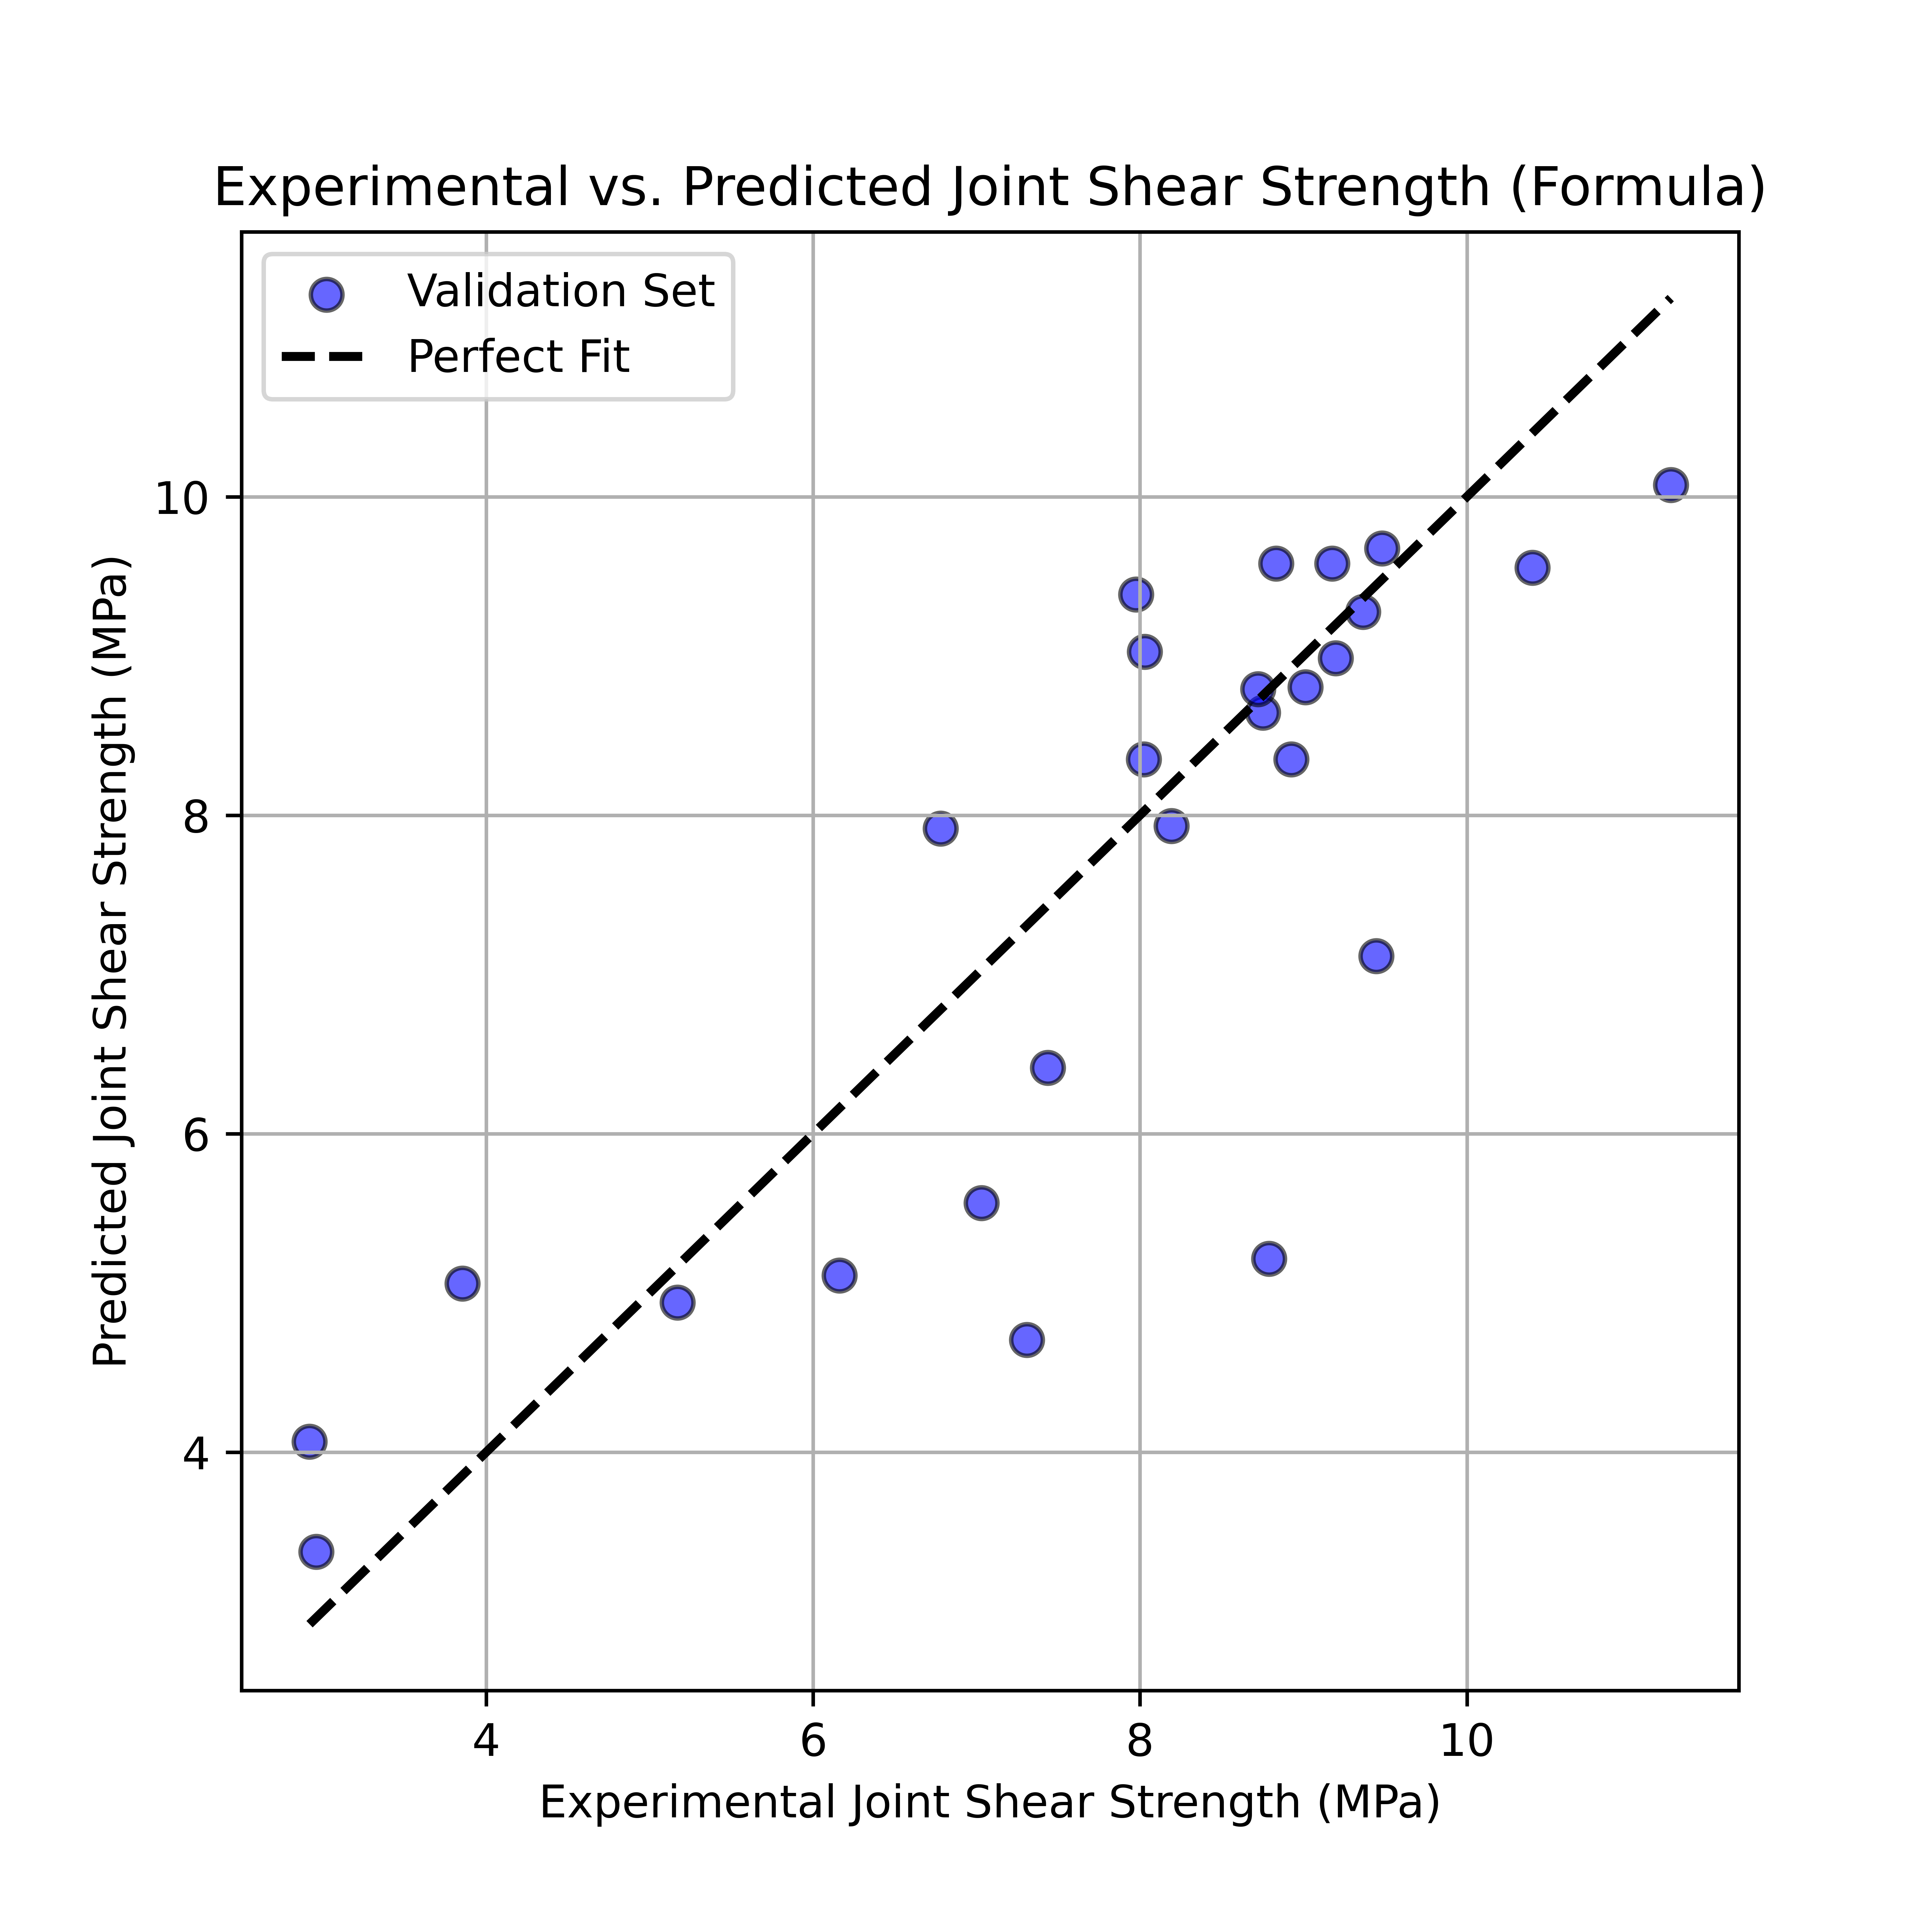 Experimental vs. Predicted Joint Shear Strength (Formula)
Validation Set
Perfect Fit
Predicted Joint Shear Strength (MPa)
10
8
6
4
4
6
8
10
Experimental Joint Shear Strength (MPa)